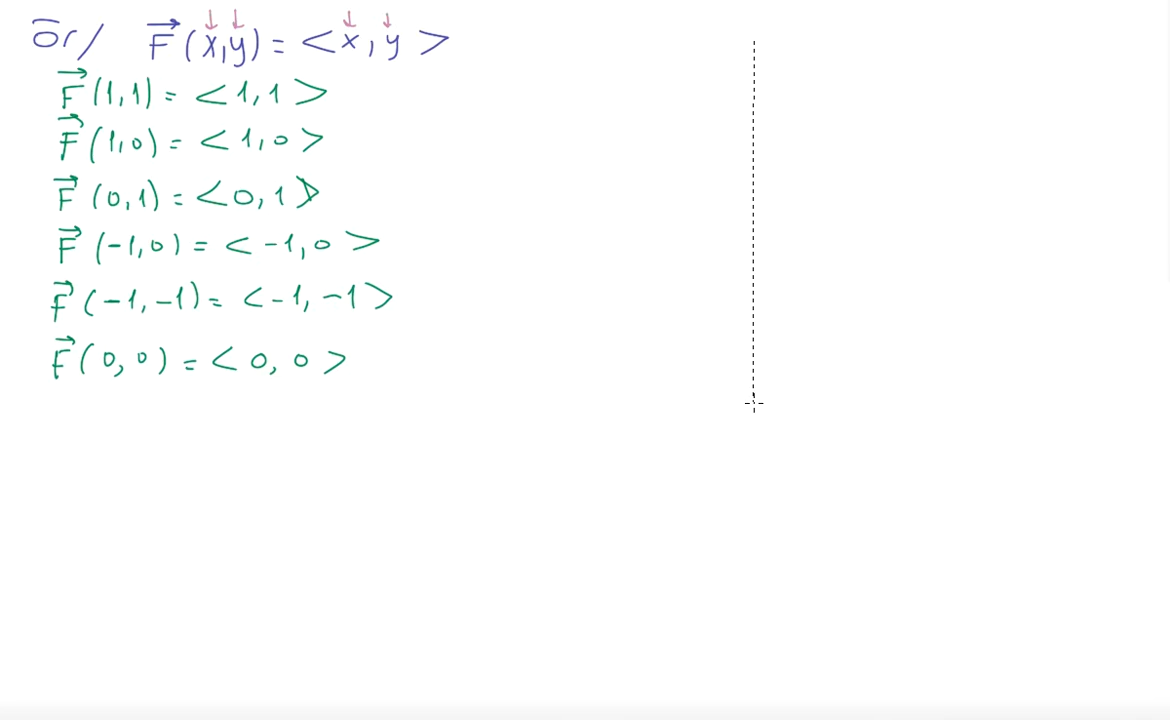 ör/ F(x,y) = <x, y>
F(1,1) = <1,1>
F(1,0) = <1,0>
F(0,1) = <0,1>
F(-1,0) = <-1,0>
F(-1,-1) = <-1,-1>
F(0,0) = <0,0>